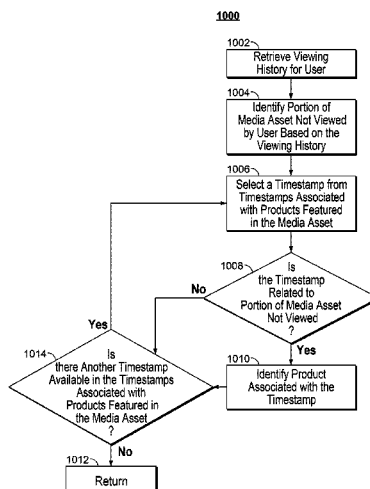 1000
1002
Retrieve Viewing
History for User
1004
Identify Portion of
Media Asset Not Viewed
by User Based on the
Viewing History
1006
Select a Timestamp from
Timestamps Associated
with Products Featured
in the Media Asset
1008
Is
the Timestamp
Related to
Portion of Media Asset
Not Viewed
?
No
Yes
1010
Identify Product
Associated with the
Timestamp
Yes
1014
Is
there Another Timestamp
Available in the Timestamps
Associated with
Products Featured in
the Media Asset
?
No
1012
Return